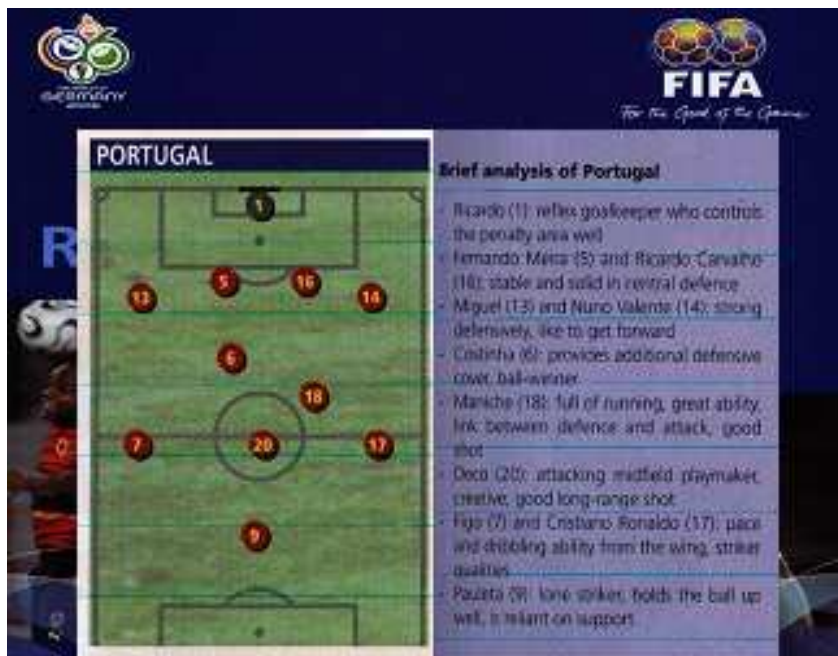 GERMANY
FIFA
For the Good of the Game
PORTUGAL
Brief analysis of Portugal
1
5
16
13
14
6
18
7
20
17
9
R
- Ricardo (1): reflex goalkeeper who controls
the penalty area well
- Fernando Meira (5) and Ricardo Carvalho
(16): stable and solid in central defence
- Miguel (13) and Nuno Valente (14): strong
defensively, like to get forward
- Costinha (6): provides additional defensive
cover, ball-winner
- Maniche (18): full of running, great ability,
link between defence and attack, good
shot
- Deco (20): attacking midfield playmaker,
creative, good long-range shot
- Figo (7) and Cristiano Ronaldo (17): pace
and dribbling ability from the wing, striker
qualities
- Pauleta (9): lone striker, holds the ball up
well, is reliant on support